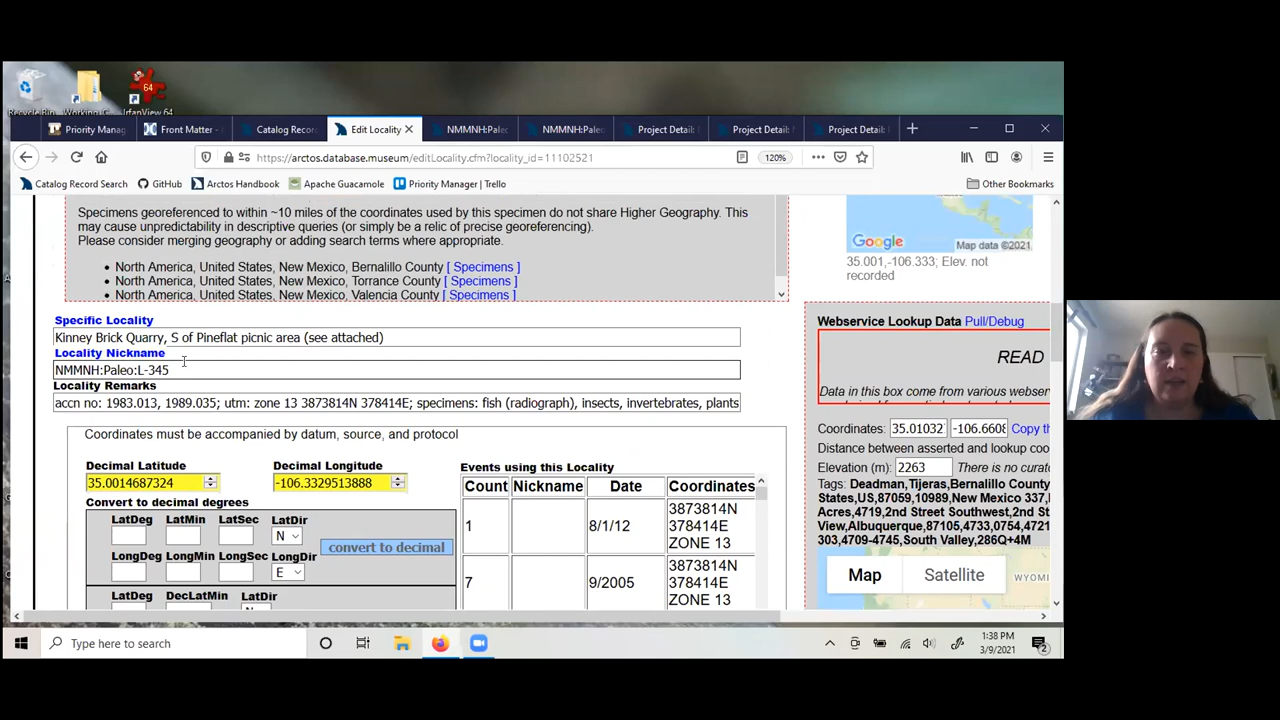 64
Recycle Bin
IrfanView 64
Priority Manag
Front Matter -
Catalog Recor
Edit Locality
NMMNH:Paleo
NMMNH:Paleo
Project Detail:
Project Detail:
Project Detail:
https://arctos.database.museum/editLocality.cfm?locality_id=11102521
120%
Catalog Record Search
GitHub
Arctos Handbook
Apache Guacamole
Priority Manager | Trello
Other Bookmarks
Specimens georeferenced to within ~10 miles of the coordinates used by this specimen do not share Higher Geography. This
may cause unpredictability in descriptive queries (or simply be a relic of precise georeferencing).
Please consider merging geography or adding search terms where appropriate.
North America, United States, New Mexico, Bernalillo County [ Specimens ]
North America, United States, New Mexico, Torrance County [ Specimens ]
North America, United States, New Mexico, Valencia County [ Specimens ]
Google
Map data ©2021
35.001,-106.333; Elev. not
recorded
Specific Locality
Kinney Brick Quarry, S of Pineflat picnic area (see attached)
Locality Nickname
NMMNH:Paleo:L-345
Locality Remarks
accn no: 1983.013, 1989.035; utm: zone 13 3873814N 378414E; specimens: fish (radiograph), insects, invertebrates, plants
Coordinates must be accompanied by datum, source, and protocol
Decimal Latitude
35.0014687324
Decimal Longitude
-106.3329513888
Convert to decimal degrees
LatDeg LatMin LatSec LatDir
N
LongDeg LongMin LongSec LongDir
E
convert to decimal
LatDeg DecLatMin LatDir
Events using this Locality
Count Nickname Date Coordinates
1 8/1/12 3873814N
378414E
ZONE 13
7 9/2005 3873814N
378414E
ZONE 13
Webservice Lookup Data Pull/Debug
READ
Data in this box come from various webserv
Coordinates: 35.01032 -106.6608 Copy th
Distance between asserted and lookup coo
Elevation (m): 2263 There is no curato
Tags: Deadman,Tijeras,Bernalillo County
States,US,87059,10989,New Mexico 337,
Acres,4719,2nd Street Southwest,2nd St
View,Albuquerque,87105,4733,0754,4721
303,4709-4745,South Valley,286Q+4M
Map
Satellite
WYOMI
Type here to search
1:38 PM
3/9/2021
2